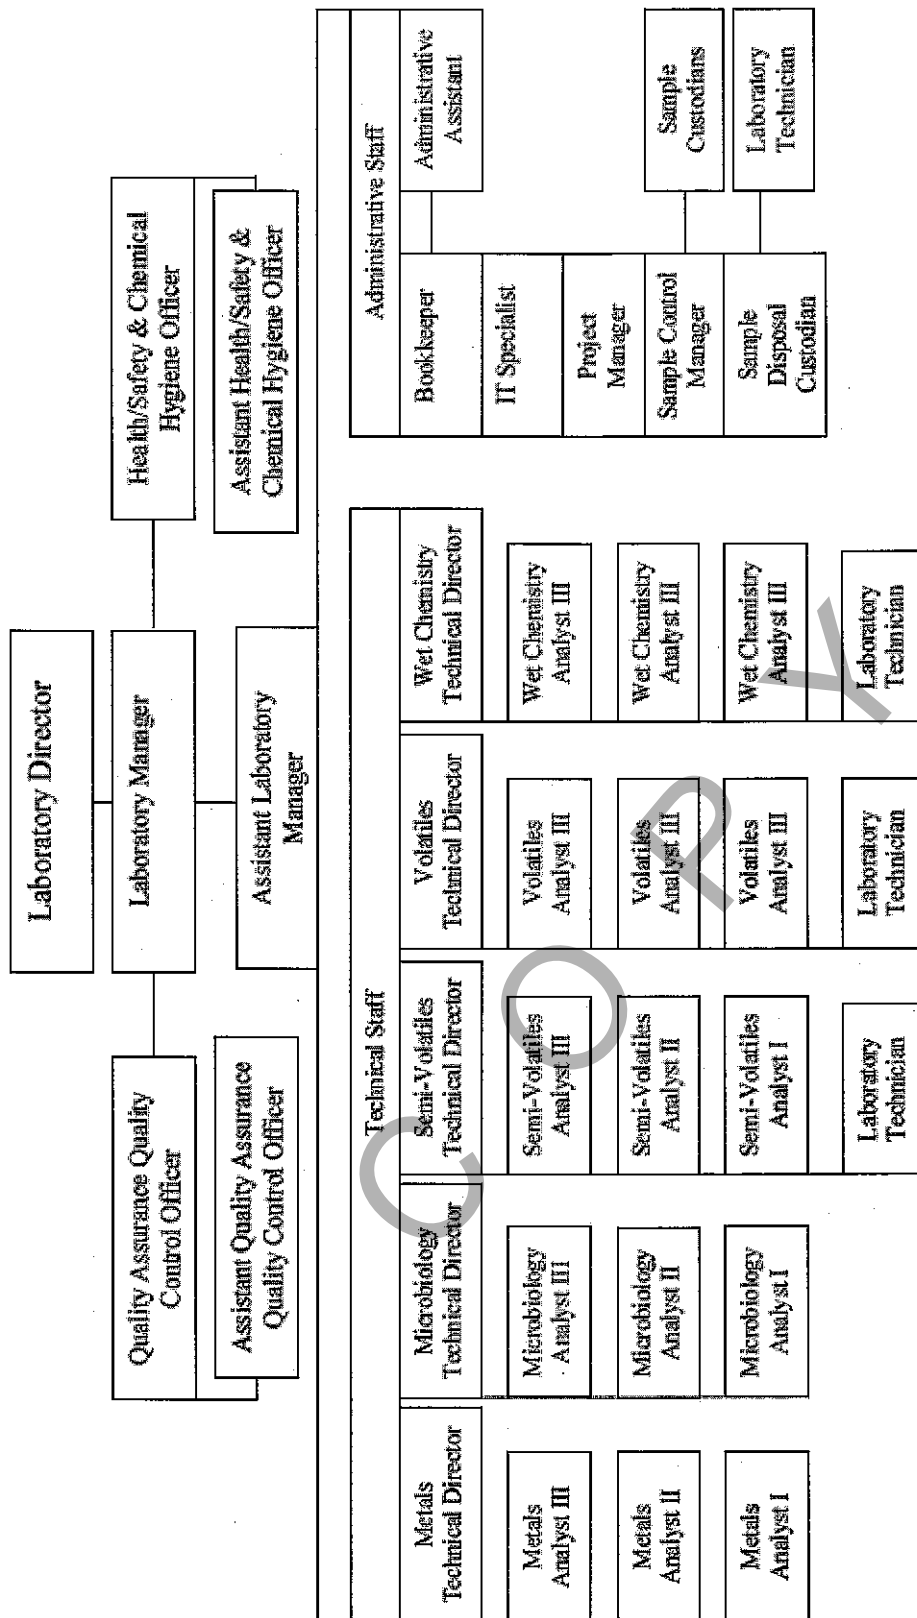 Laboratory Director
Quality Assurance Quality
Control Officer
Laboratory Manager
Health/Safety & Chemical
Hygiene Officer
Assistant Quality Assurance
Quality Control Officer
Assistant Laboratory
Manager
Assistant Health/Safety &
Chemical Hygiene Officer
Technical Staff
Metals
Technical Director
Metals
Analyst III
Metals
Analyst II
Metals
Analyst I
Microbiology
Technical Director
Microbiology
Analyst III
Microbiology
Analyst II
Microbiology
Analyst I
Semi-Volatiles
Technical Director
Semi-Volatiles
Analyst III
Semi-Volatiles
Analyst II
Semi-Volatiles
Analyst I
Laboratory
Technician
Volatiles
Technical Director
Volatiles
Analyst III
Volatiles
Analyst III
Volatiles
Analyst III
Laboratory
Technician
Wet Chemistry
Technical Director
Wet Chemistry
Analyst III
Wet Chemistry
Analyst III
Wet Chemistry
Analyst III
Laboratory
Technician
Administrative Staff
Bookkeeper
Administrative
Assistant
IT Specialist
Project
Manager
Sample Control
Manager
Sample
Custodians
Sample
Disposal
Custodian
Laboratory
Technician
COPY